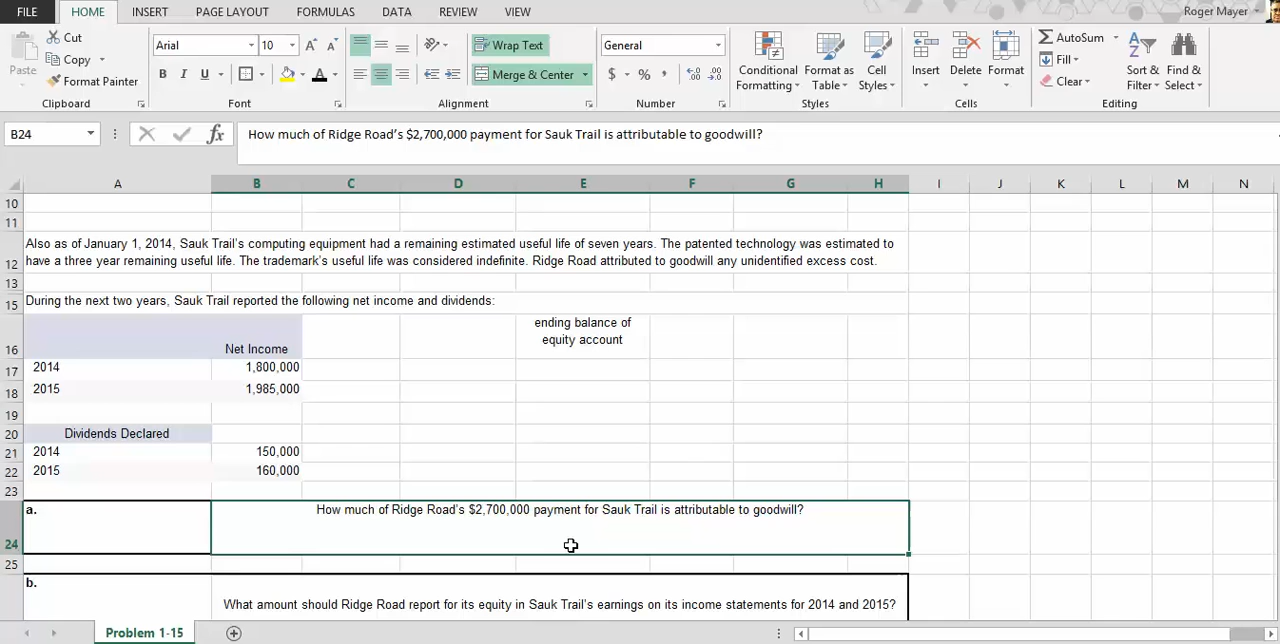 FILE HOME INSERT PAGE LAYOUT FORMULAS DATA REVIEW VIEW Roger Mayer
Paste Cut Copy Format Painter
Clipboard
Arial 10
B I U A
Font
Wrap Text
Merge & Center
Alignment
General
$ % ,
Number
Conditional Formatting Format as Table Cell Styles
Styles
Insert Delete Format
Cells
AutoSum
Fill
Clear
Sort & Filter Find & Select
Editing
B24 fx How much of Ridge Road's $2,700,000 payment for Sauk Trail is attributable to goodwill?
A B C D E F G H I J K L M N
10
11
12 Also as of January 1, 2014, Sauk Trail's computing equipment had a remaining estimated useful life of seven years. The patented technology was estimated to
have a three year remaining useful life. The trademark's useful life was considered indefinite. Ridge Road attributed to goodwill any unidentified excess cost.
13
15 During the next two years, Sauk Trail reported the following net income and dividends:
16 Net Income ending balance of
equity account
17 2014 1,800,000
18 2015 1,985,000
19
20 Dividends Declared
21 2014 150,000
22 2015 160,000
23
24 a. How much of Ridge Road's $2,700,000 payment for Sauk Trail is attributable to goodwill?
25
b. What amount should Ridge Road report for its equity in Sauk Trail's earnings on its income statements for 2014 and 2015?
Problem 1-15